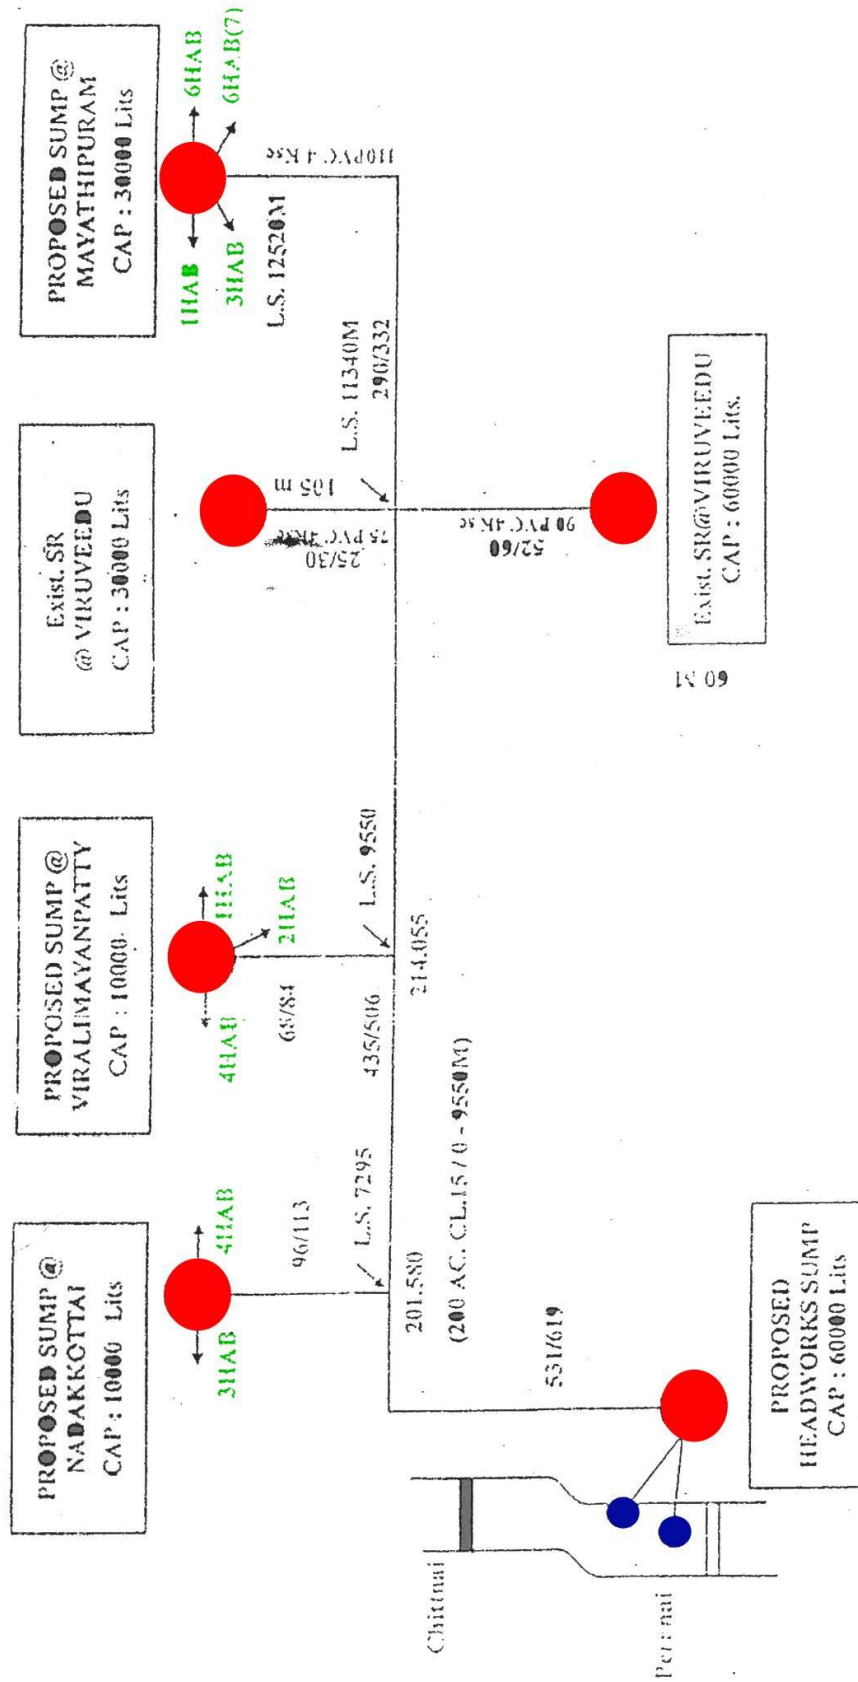 PROPOSED SUMP @
NADAKKOTTAI
CAP : 10000 Lits
PROPOSED SUMP @
VIRALIMAYANPATTY
CAP : 10000 Lits
Exist. SR
@ VIRUVEEDU
CAP : 30000 Lits
PROPOSED SUMP @
MAYATHIPURAM
CAP : 30000 Lits
3HAB
4HAB
96/113
L.S. 7295
4HAB
1HAB
2HAB
68/84
435/506
L.S. 9550
105 m
75 PVC 4Ksc
25/30
L.S. 11340M
290/332
1HAB
6HAB
3HAB
6HAB(7)
L.S. 12520M
110PVC 4 Ksc
201.580
214.055
(200 AC. CL.15 / 0 - 9550M)
531/619
90 PVC 4Ksc
52/60
Chittnai
PROPOSED
HEADWORKS SUMP
CAP : 60000 Lits
60 M
Exist. SR@VIRUVEEDU
CAP : 60000 Lits.